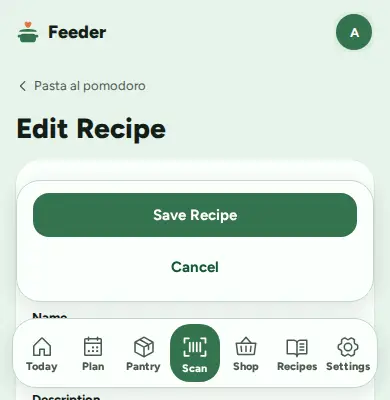 Feeder
A
Pasta al pomodoro
Edit Recipe
Save Recipe
Cancel
Name
Today
Plan
Pantry
Scan
Shop
Recipes
Settings
Description